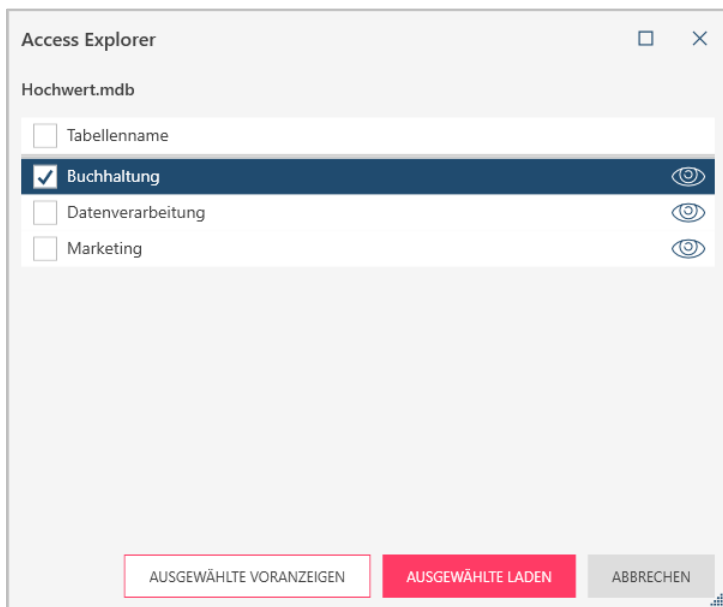 Access Explorer
Hochwert.mdb
Tabellenname
Buchhaltung
Datenverarbeitung
Marketing
AUSGEWÄHLTE VORANZEIGEN AUSGEWÄHLTE LADEN ABBRECHEN